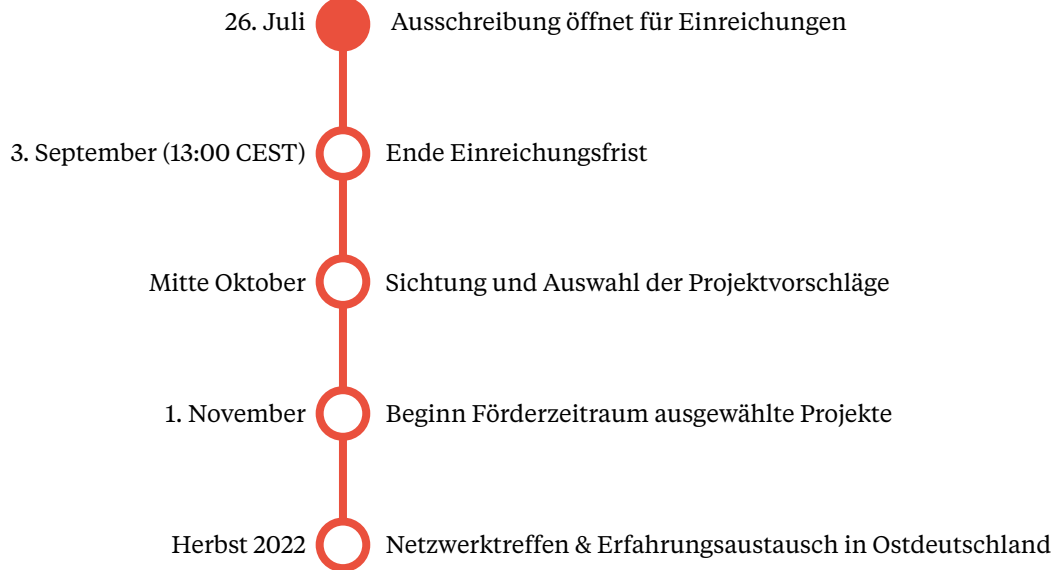 26. Juli Ausschreibung öffnet für Einreichungen
3. September (13:00 CEST) Ende Einreichungsfrist
Mitte Oktober Sichtung und Auswahl der Projektvorschläge
1. November Beginn Förderzeitraum ausgewählte Projekte
Herbst 2022 Netzwerktreffen & Erfahrungsaustausch in Ostdeutschland